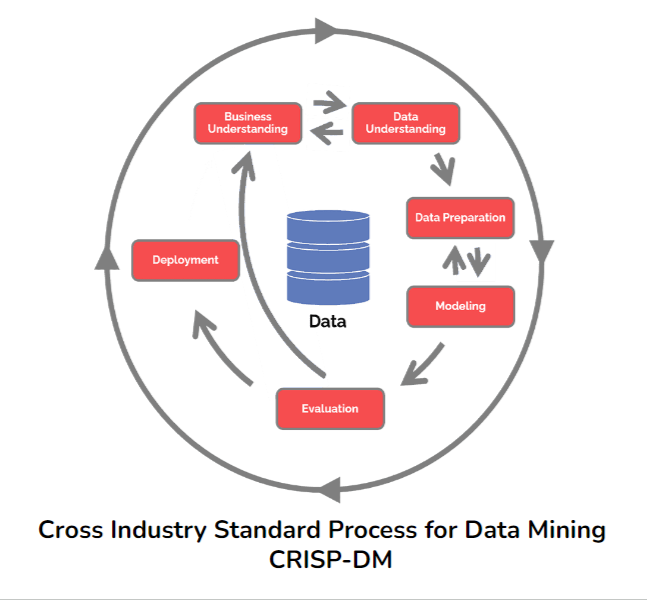 Business
Understanding
Data
Understanding
Data Preparation
Deployment
Modeling
Data
Evaluation
Cross Industry Standard Process for Data Mining
CRISP-DM